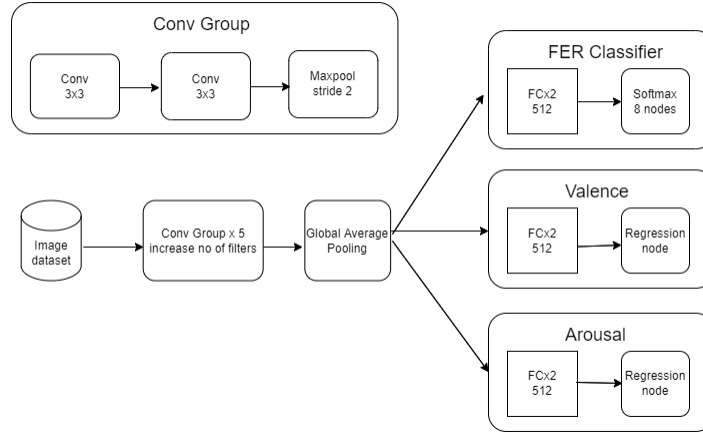 Conv Group
Conv
3x3
Conv
3x3
Maxpool
stride 2
Image
dataset
Conv Group x 5
increase no of filters
Global Average
Pooling
FER Classifier
FCx2
512
Softmax
8 nodes
Valence
FCx2
512
Regression
node
Arousal
FCx2
512
Regression
node